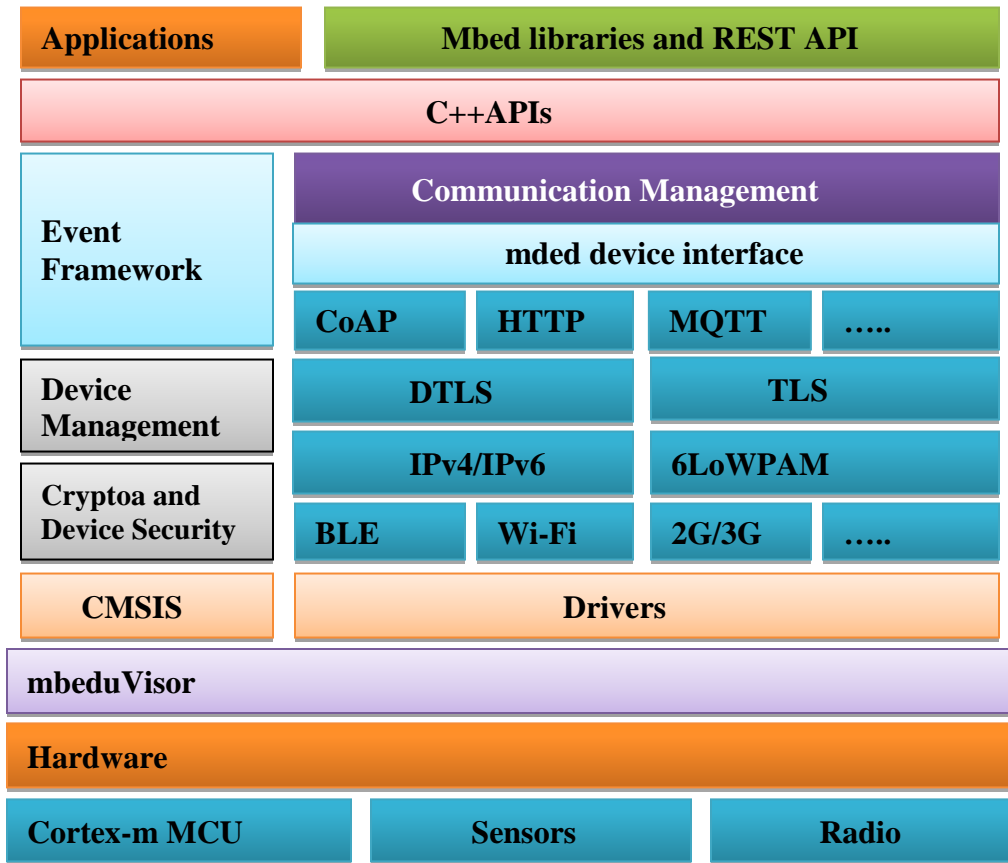 Applications
Mbed libraries and REST API
C++APIs
Event
Framework
Communication Management
mded device interface
CoAP
HTTP
MQTT
…..
Device
Management
DTLS
TLS
IPv4/IPv6
6LoWPAM
Cryptoa and
Device Security
BLE
Wi-Fi
2G/3G
…..
CMSIS
Drivers
mbeduVisor
Hardware
Cortex-m MCU
Sensors
Radio